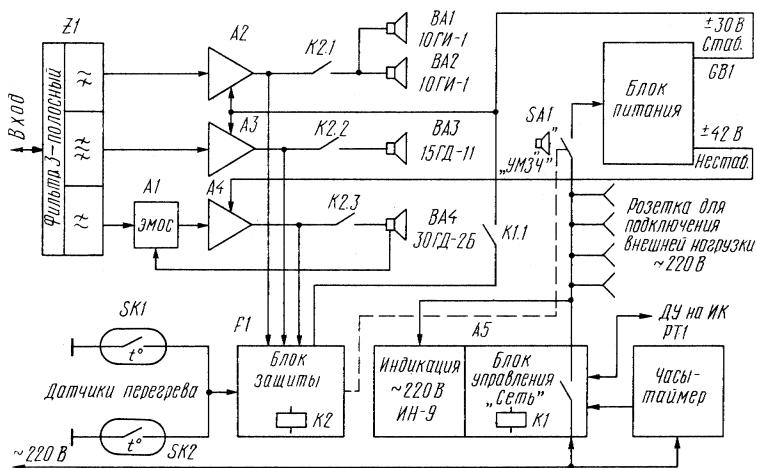 Z1
Вход
Фильтр 3-полосный
A2
A3
A4
A1
ЭМОС
K2.1
K2.2
K2.3
BA1
10ГИ-1
BA2
10ГИ-1
BA3
15ГД-11
BA4
30ГД-2Б
K1.1
SA1
„УМЗЧ"
Блок
питания
±30 В
Стаб.
GB1
±42 В
Нестаб.
Розетка для
подключения
внешней нагрузки
~220 В
SK1
t°
Датчики перегрева
t°
SK2
F1
Блок
защиты
K2
A5
Индикация
~220 В
ИН-9
Блок
управления
„Сеть"
K1
ДУ на ИК
РТ1
Часы-
таймер
~220 В